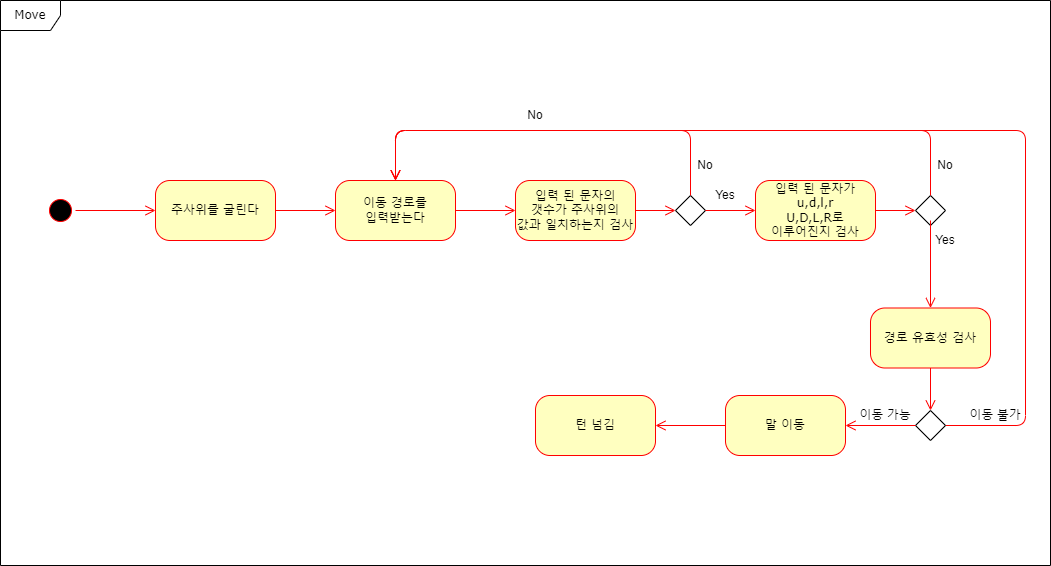 Move
No
No
No
주사위를 굴린다
이동 경로를
입력받는다
입력 된 문자의
갯수가 주사위의
값과 일치하는지 검사
Yes
입력 된 문자가
u,d,l,r
U,D,L,R로
이루어진지 검사
Yes
경로 유효성 검사
이동 가능
이동 불가
턴 넘김
말 이동